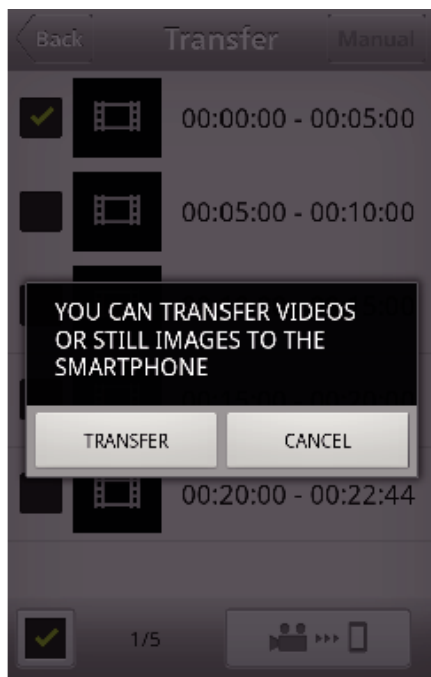 Back Transfer Manual
00:00:00 - 00:05:00
00:05:00 - 00:10:00
YOU CAN TRANSFER VIDEOS
OR STILL IMAGES TO THE
SMARTPHONE
TRANSFER CANCEL
00:20:00 - 00:22:44
1/5